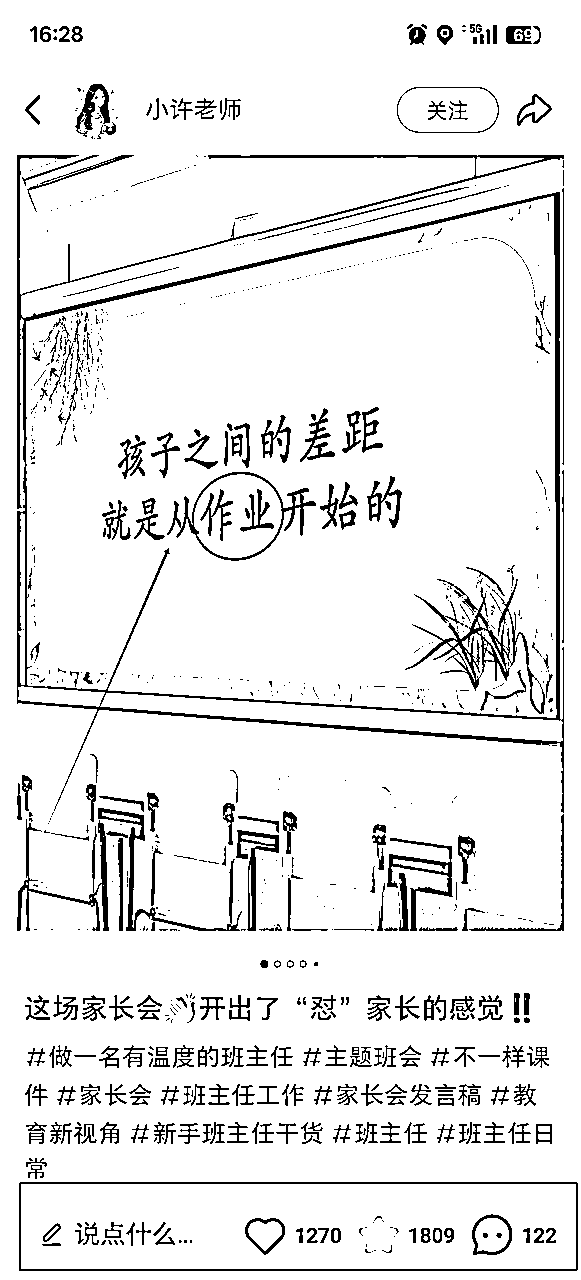 16:28
5G
69
小许老师
关注
孩子之间的差距
就是从作业开始的
这场家长会👏开出了“怼”家长的感觉‼️
#做一名有温度的班主任 #主题班会 #不一样课
件 #家长会 #班主任工作 #家长会发言稿 #教
育新视角 #新手班主任干货 #班主任 #班主任日
常
说点什么...
1270
1809
122